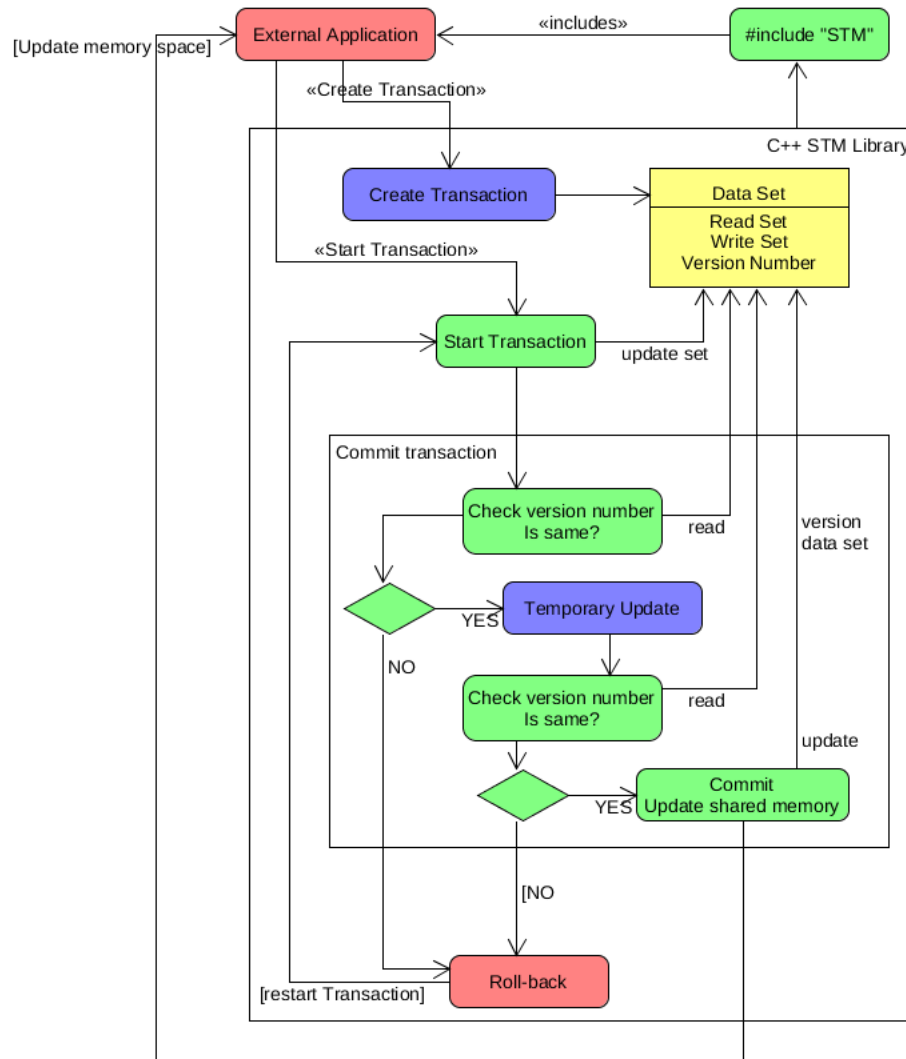 «includes»
External Application
#include "STM"
[Update memory space]
«Create Transaction»
C++ STM Library
Create Transaction
Data Set
Read Set
Write Set
Version Number
«Start Transaction»
Start Transaction
update set
Commit transaction
Check version number
Is same?
read
version
data set
Temporary Update
YES
NO
Check version number
Is same?
read
update
Commit
Update shared memory
YES
[NO
Roll-back
[restart Transaction]